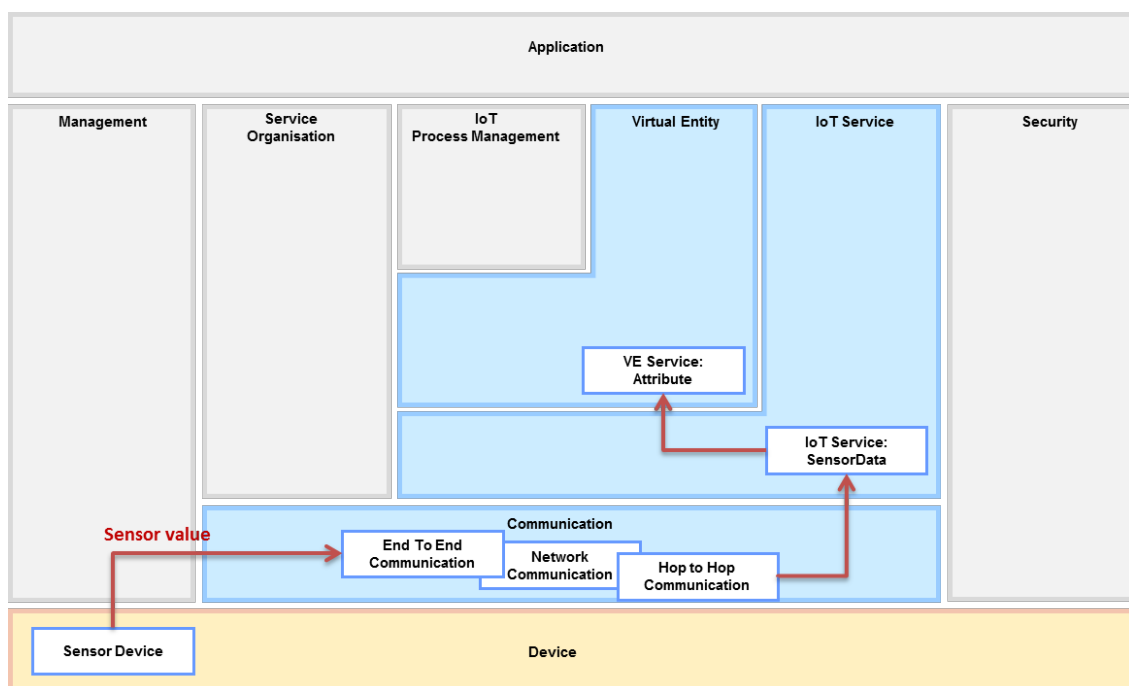 Application
Management
Service
Organisation
IoT
Process Management
Virtual Entity
IoT Service
Security
VE Service:
Attribute
IoT Service:
SensorData
Sensor value
Communication
End To End
Communication
Network
Communication
Hop to Hop
Communication
Sensor Device
Device